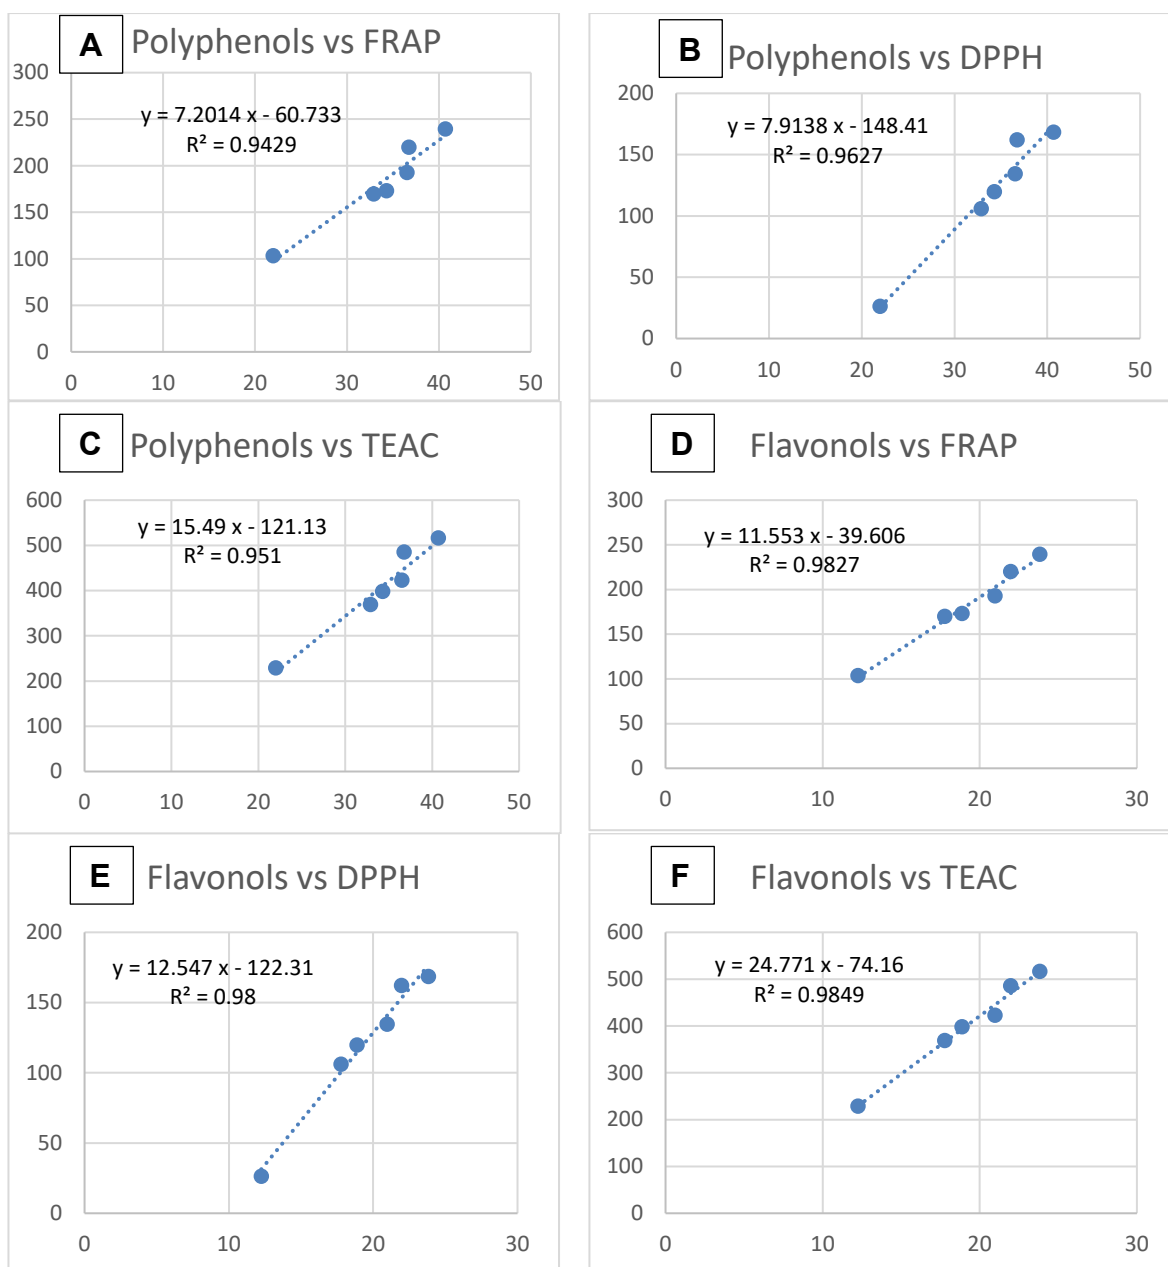 A Polyphenols vs FRAP
300
250
200
150
100
50
0
y = 7.2014 x - 60.733
R² = 0.9429
0 10 20 30 40 50
B Polyphenols vs DPPH
200
150
100
50
0
y = 7.9138 x - 148.41
R² = 0.9627
0 10 20 30 40 50
C Polyphenols vs TEAC
600
500
400
300
200
100
0
y = 15.49 x - 121.13
R² = 0.951
0 10 20 30 40 50
D Flavonols vs FRAP
300
250
200
150
100
50
0
y = 11.553 x - 39.606
R² = 0.9827
0 10 20 30
E Flavonols vs DPPH
200
150
100
50
0
y = 12.547 x - 122.31
R² = 0.98
0 10 20 30
F Flavonols vs TEAC
600
500
400
300
200
100
0
y = 24.771 x - 74.16
R² = 0.9849
0 10 20 30